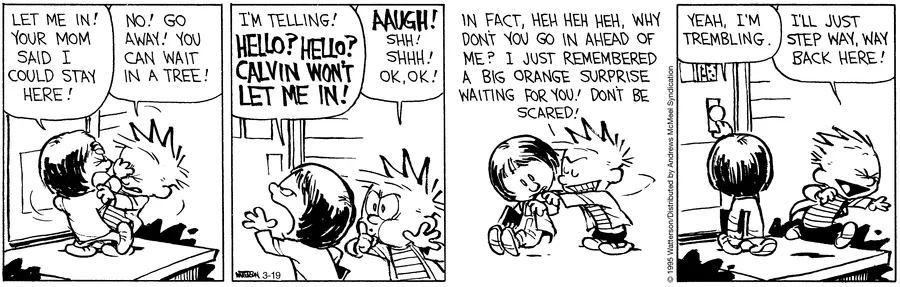 LET ME IN!
YOUR MOM
SAID I
COULD STAY
HERE!
NO! GO
AWAY! YOU
CAN WAIT
IN A TREE!
I'M TELLING!
HELLO? HELLO?
CALVIN WON'T
LET ME IN!
AAUGH!
SHH!
SHHH!
OK, OK!
WATTERSON 3-19
IN FACT, HEH HEH HEH, WHY
DON'T YOU GO IN AHEAD OF
ME? I JUST REMEMBERED
A BIG ORANGE SURPRISE
WAITING FOR YOU! DON'T BE
SCARED!
© 1995 Watterson/Distributed by Andrews McMeel Syndication
YEAH, I'M
TREMBLING.
I'LL JUST
STEP WAY, WAY
BACK HERE!